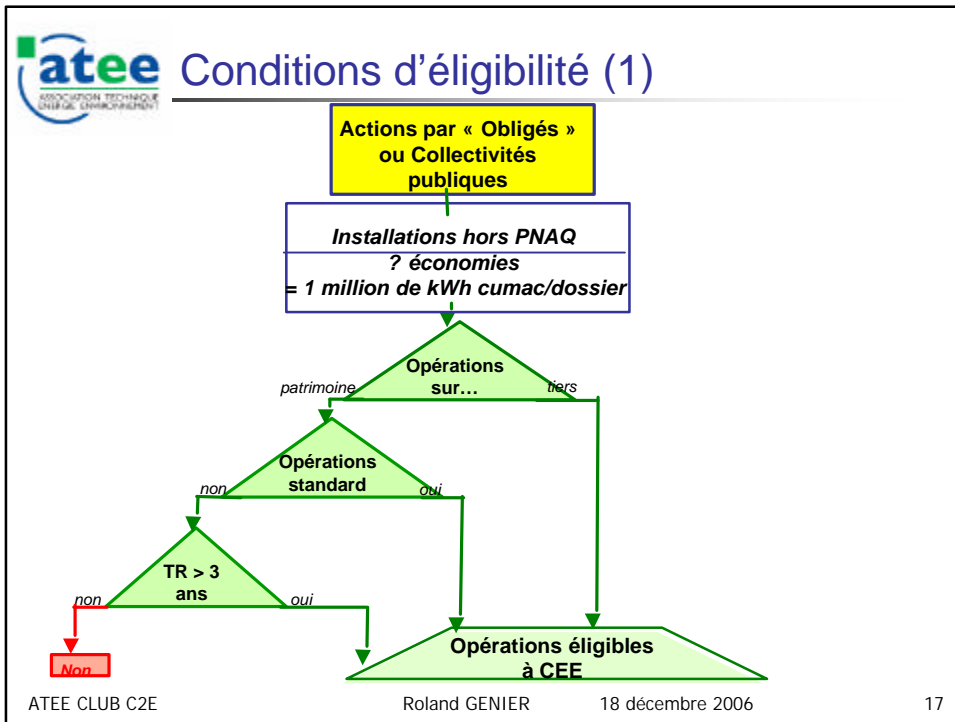 atee
ASSOCIATION TECHNIQUE
ENERGIE ENVIRONNEMENT
Conditions d'éligibilité (1)
Actions par « Obligés »
ou Collectivités
publiques
Installations hors PNAQ
? économies
= 1 million de kWh cumac/dossier
Opérations
sur…
patrimoine
tiers
Opérations
standard
non
oui
TR > 3
ans
non
oui
Non
Opérations éligibles
à CEE
ATEE CLUB C2E Roland GENIER 18 décembre 2006 17